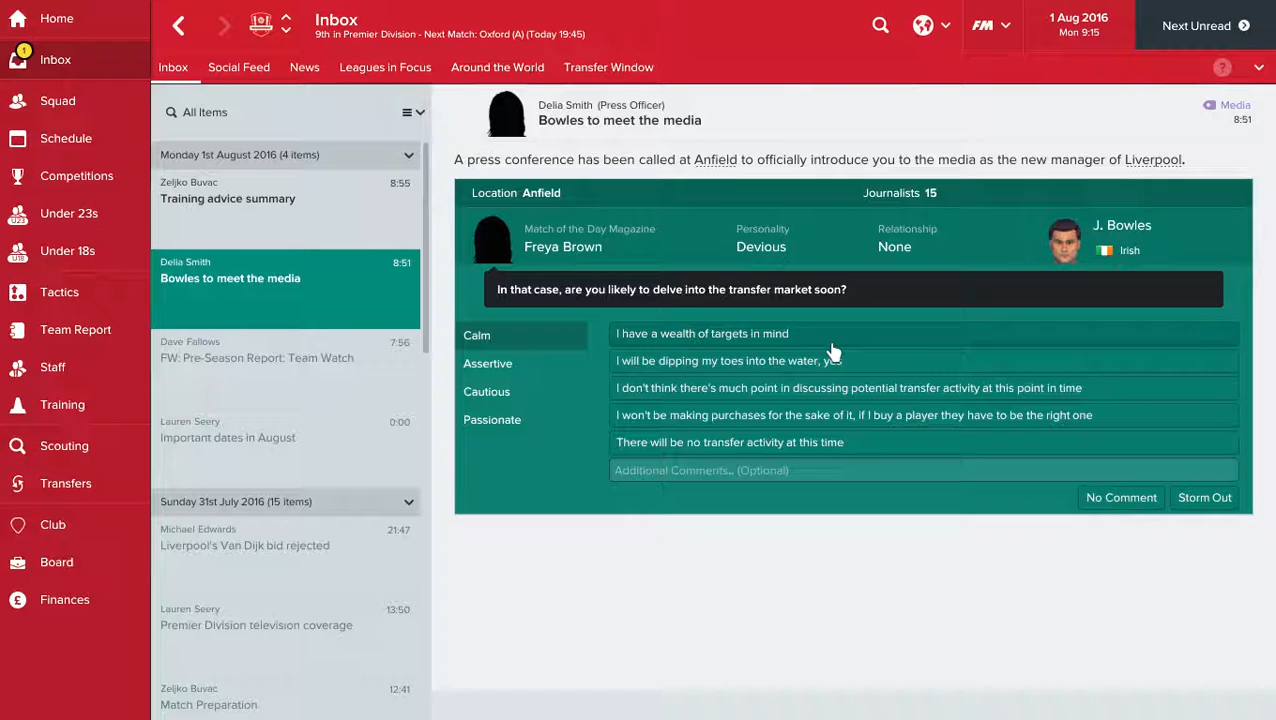 Home
1
Inbox
Squad
Schedule
Competitions
U23
Under 23s
U18
Under 18s
Tactics
Team Report
Staff
Training
Scouting
Transfers
Club
Board
£
Finances
Inbox
9th in Premier Division - Next Match: Oxford (A) (Today 19:45)
FM
1 Aug 2016
Mon 9:15
Next Unread
Inbox
Social Feed
News
Leagues in Focus
Around the World
Transfer Window
?
All Items
Monday 1st August 2016 (4 items)
Zeljko Buvac 8:55
Training advice summary
Delia Smith 8:51
Bowles to meet the media
Dave Fallows 7:56
FW: Pre-Season Report: Team Watch
Lauren Seery 0:00
Important dates in August
Sunday 31st July 2016 (15 items)
Michael Edwards 21:47
Liverpool's Van Dijk bid rejected
Lauren Seery 13:50
Premier Division television coverage
Zeljko Buvac 12:41
Match Preparation
Delia Smith (Press Officer)
Bowles to meet the media
Media
8:51
A press conference has been called at Anfield to officially introduce you to the media as the new manager of Liverpool.
Location Anfield
Journalists 15
Match of the Day Magazine
Freya Brown
Personality
Devious
Relationship
None
J. Bowles
Irish
In that case, are you likely to delve into the transfer market soon?
Calm
Assertive
Cautious
Passionate
I have a wealth of targets in mind
I will be dipping my toes into the water, yes
I don't think there's much point in discussing potential transfer activity at this point in time
I won't be making purchases for the sake of it, if I buy a player they have to be the right one
There will be no transfer activity at this time
Additional Comments... (Optional)
No Comment
Storm Out